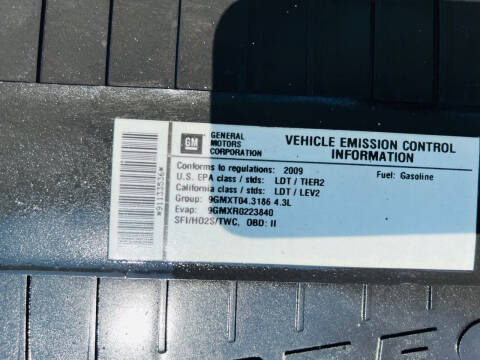 *91133536*
GM
GENERAL
MOTORS
CORPORATION
VEHICLE EMISSION CONTROL
INFORMATION
Conforms to regulations: 2009
Fuel: Gasoline
U.S. EPA class / stds: LDT / TIER2
California class / stds: LDT / LEV2
Group: 9GMXT04.3186 4.3L
Evap: 9GMXR0223840
SFI/HO2S/TWC, OBD: II